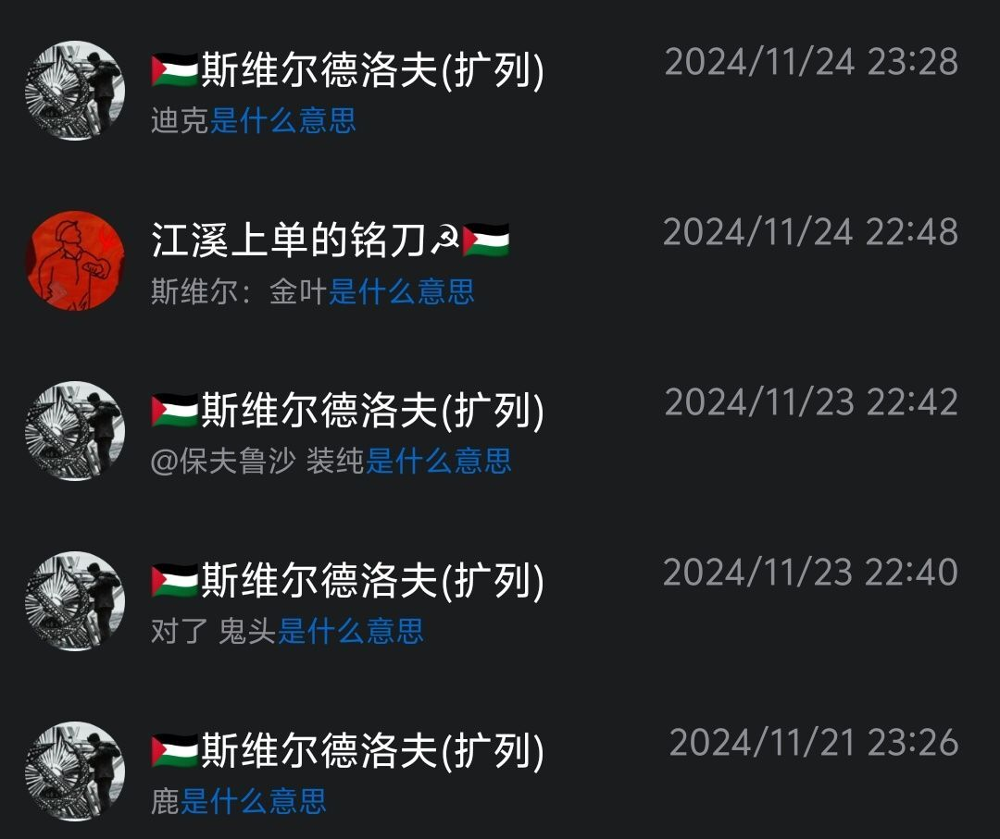 🇵🇸斯维尔德洛夫(扩列)
2024/11/24 23:28
迪克是什么意思
江溪上单的铭刀☭🇵🇸
2024/11/24 22:48
斯维尔：金叶是什么意思
🇵🇸斯维尔德洛夫(扩列)
2024/11/23 22:42
@保夫鲁沙 装纯是什么意思
🇵🇸斯维尔德洛夫(扩列)
2024/11/23 22:40
对了 鬼头是什么意思
🇵🇸斯维尔德洛夫(扩列)
2024/11/21 23:26
鹿是什么意思